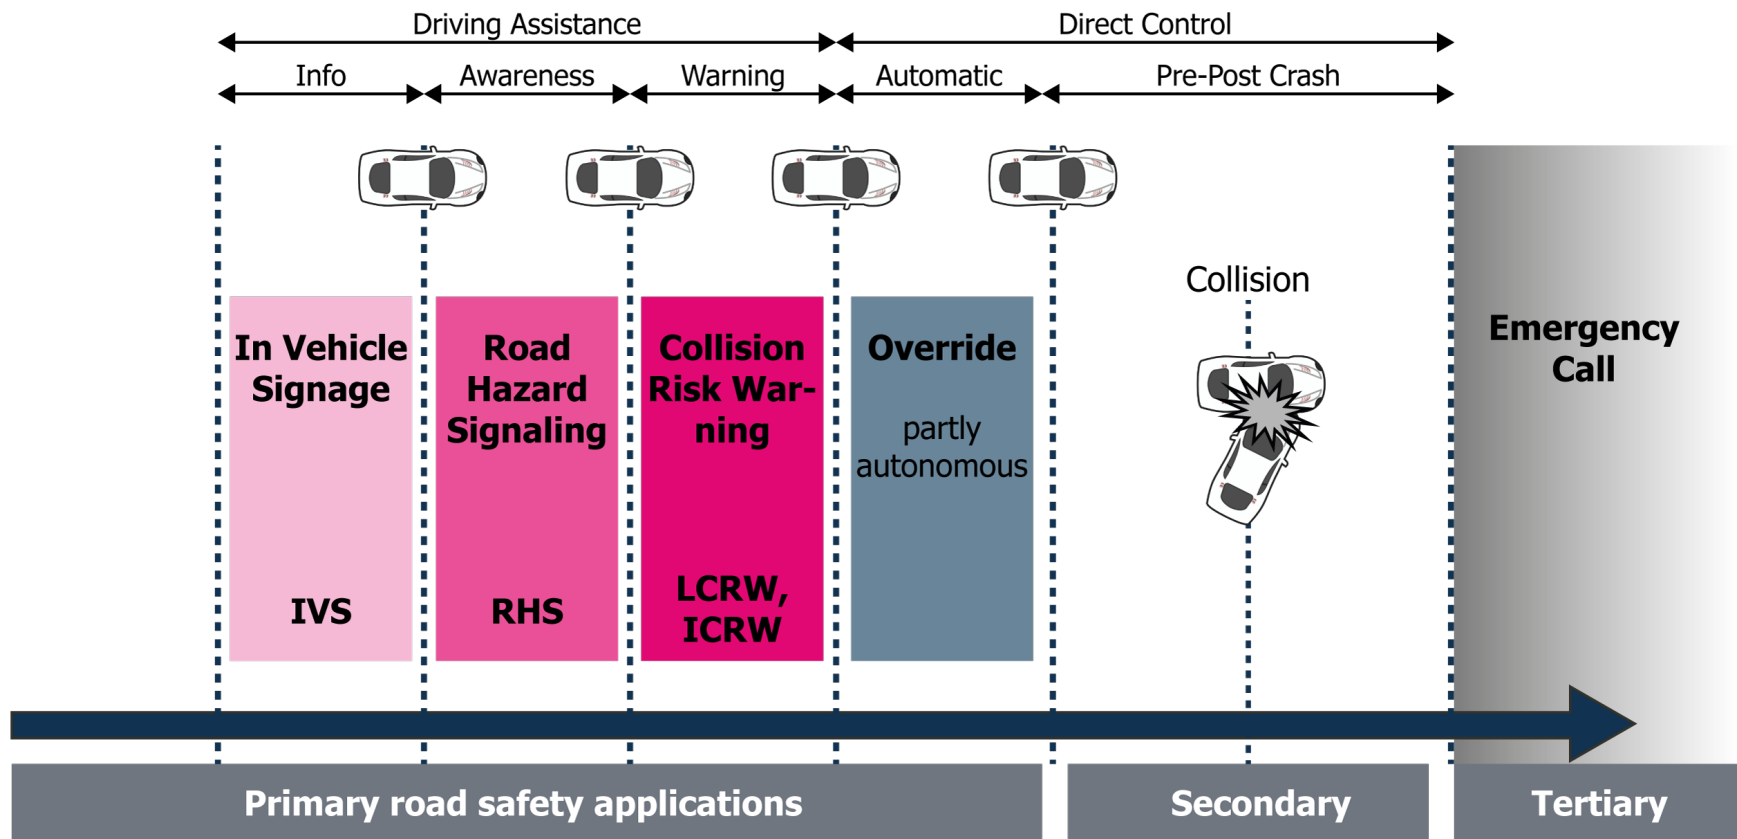 Driving Assistance
Direct Control
Info
Awareness
Warning
Automatic
Pre-Post Crash
Collision
In Vehicle
Signage
IVS
Road
Hazard
Signaling
RHS
Collision
Risk War-
ning
LCRW,
ICRW
Override
partly
autonomous
Emergency
Call
Primary road safety applications
Secondary
Tertiary